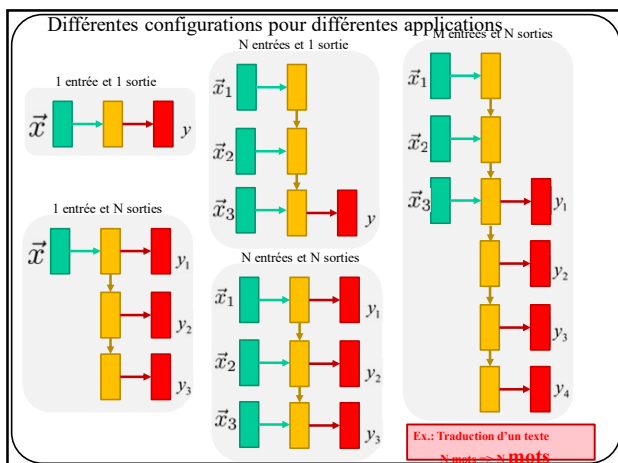 Différentes configurations pour différentes applications
1 entrée et 1 sortie
x⃗
y
N entrées et 1 sortie
x⃗1
x⃗2
x⃗3
y
M entrées et N sorties
x⃗1
x⃗2
x⃗3
y1
y2
y3
y4
1 entrée et N sorties
x⃗
y1
y2
y3
N entrées et N sorties
x⃗1
x⃗2
x⃗3
y1
y2
y3
Ex.: Traduction d'un texte
N mots => N mots